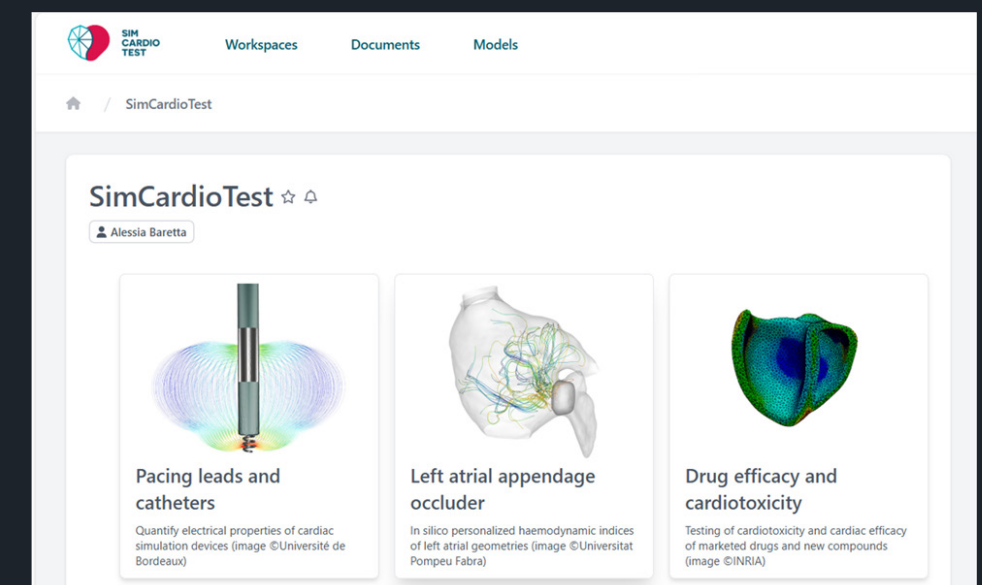 SIM
CARDIO
TEST
Workspaces
Documents
Models
/ SimCardioTest
SimCardioTest
Alessia Baretta
Pacing leads and
catheters
Quantify electrical properties of cardiac
simulation devices (image ©Université de
Bordeaux)
Left atrial appendage
occluder
In silico personalized haemodynamic indices
of left atrial geometries (image ©Universitat
Pompeu Fabra)
Drug efficacy and
cardiotoxicity
Testing of cardiotoxicity and cardiac efficacy
of marketed drugs and new compounds
(image ©INRIA)